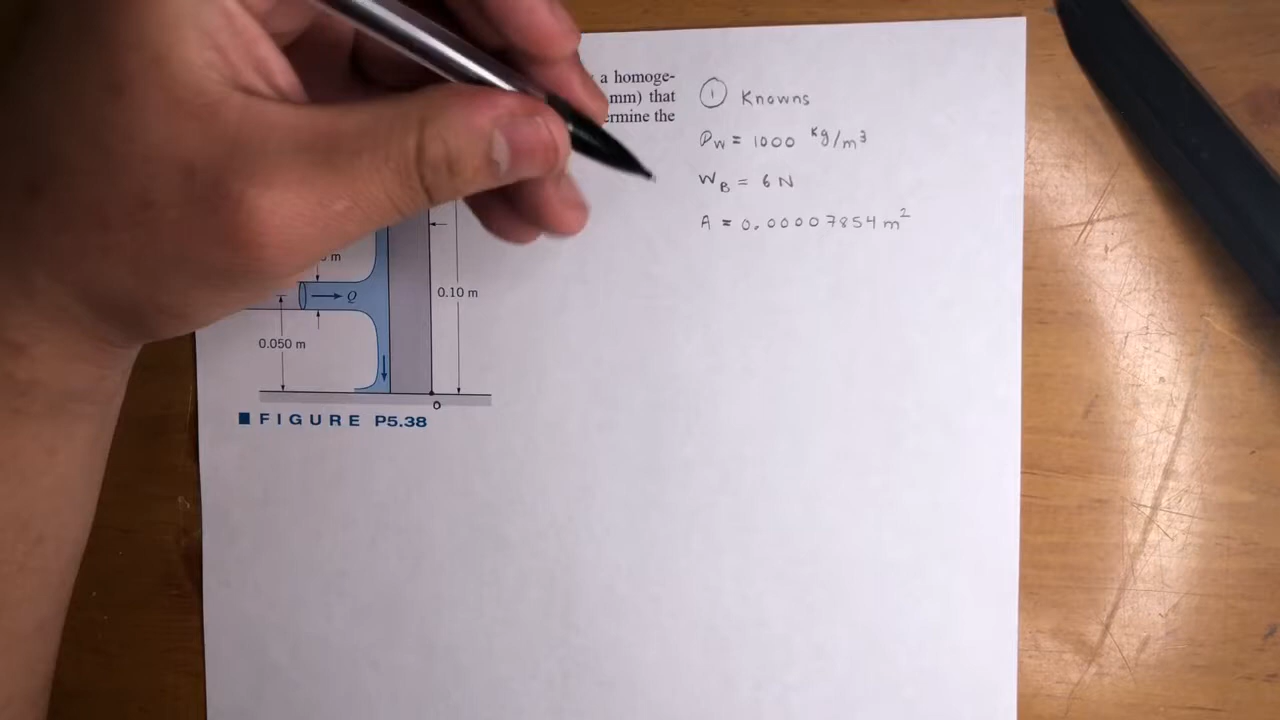 a homoge-
mm) that
ermine the
① Knowns
ρw = 1000 kg/m³
WB = 6 N
A = 0.00007854 m²
m
Q
0.10 m
0.050 m
O
FIGURE P5.38